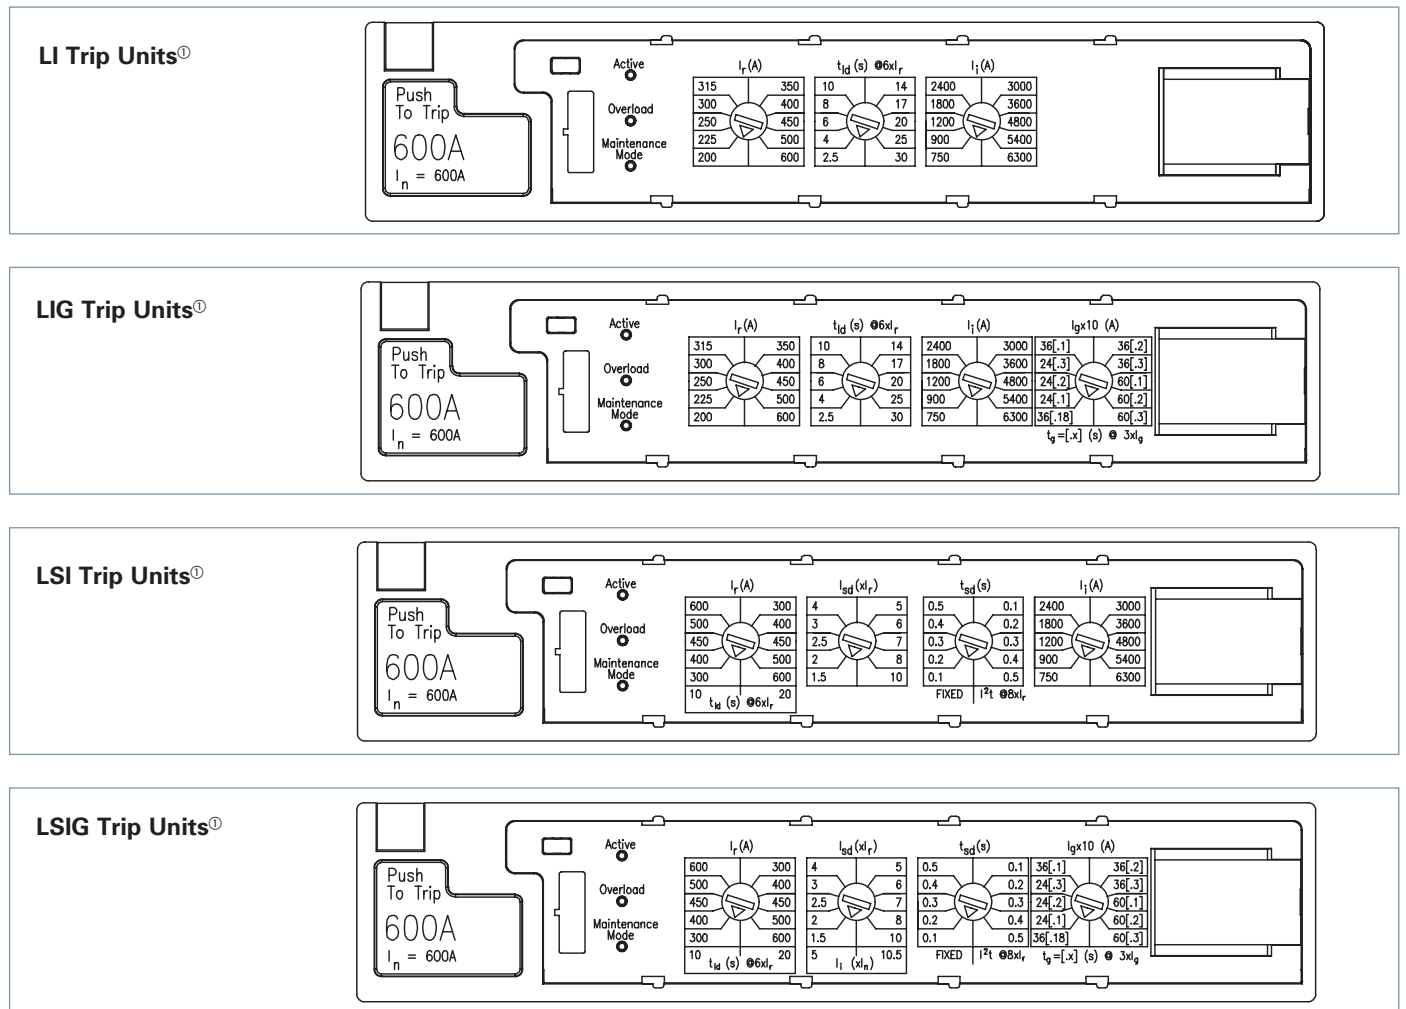 LI Trip Units①
Push
To Trip
600A
In = 600A
Active
Overload
Maintenance
Mode
Ir(A)
315 350
300 400
250 450
225 500
200 600
tld (s) @6xIr
10 14
8 17
6 20
4 25
2.5 30
Ii(A)
2400 3000
1800 3600
1200 4800
900 5400
750 6300
LIG Trip Units①
Push
To Trip
600A
In = 600A
Active
Overload
Maintenance
Mode
Ir(A)
315 350
300 400
250 450
225 500
200 600
tld (s) @6xIr
10 14
8 17
6 20
4 25
2.5 30
Ii(A)
2400 3000
1800 3600
1200 4800
900 5400
750 6300
Igx10 (A)
36[.1] 36[.2]
24[.3] 36[.3]
24[.2] 60[.1]
24[.1] 60[.2]
36[.18] 60[.3]
tg=[.x] (s) @ 3xIg
LSI Trip Units①
Push
To Trip
600A
In = 600A
Active
Overload
Maintenance
Mode
Ir(A)
600 300
500 400
450 450
400 500
300 600
10 20
tld (s) @6xIr
Isd(xIr)
4 5
3 6
2.5 7
2 8
1.5 10
tsd(s)
0.5 0.1
0.4 0.2
0.3 0.3
0.2 0.4
0.1 0.5
FIXED I²t @8xIr
Ii(A)
2400 3000
1800 3600
1200 4800
900 5400
750 6300
LSIG Trip Units①
Push
To Trip
600A
In = 600A
Active
Overload
Maintenance
Mode
Ir(A)
600 300
500 400
450 450
400 500
300 600
10 20
tld (s) @6xIr
Isd(xIr)
4 5
3 6
2.5 7
2 8
1.5 10
5 10.5
Ii (xIn)
tsd(s)
0.5 0.1
0.4 0.2
0.3 0.3
0.2 0.4
0.1 0.5
FIXED I²t @8xIr
Igx10 (A)
36[.1] 36[.2]
24[.3] 36[.3]
24[.2] 60[.1]
24[.1] 60[.2]
36[.18] 60[.3]
tg=[.x] (s) @ 3xIg